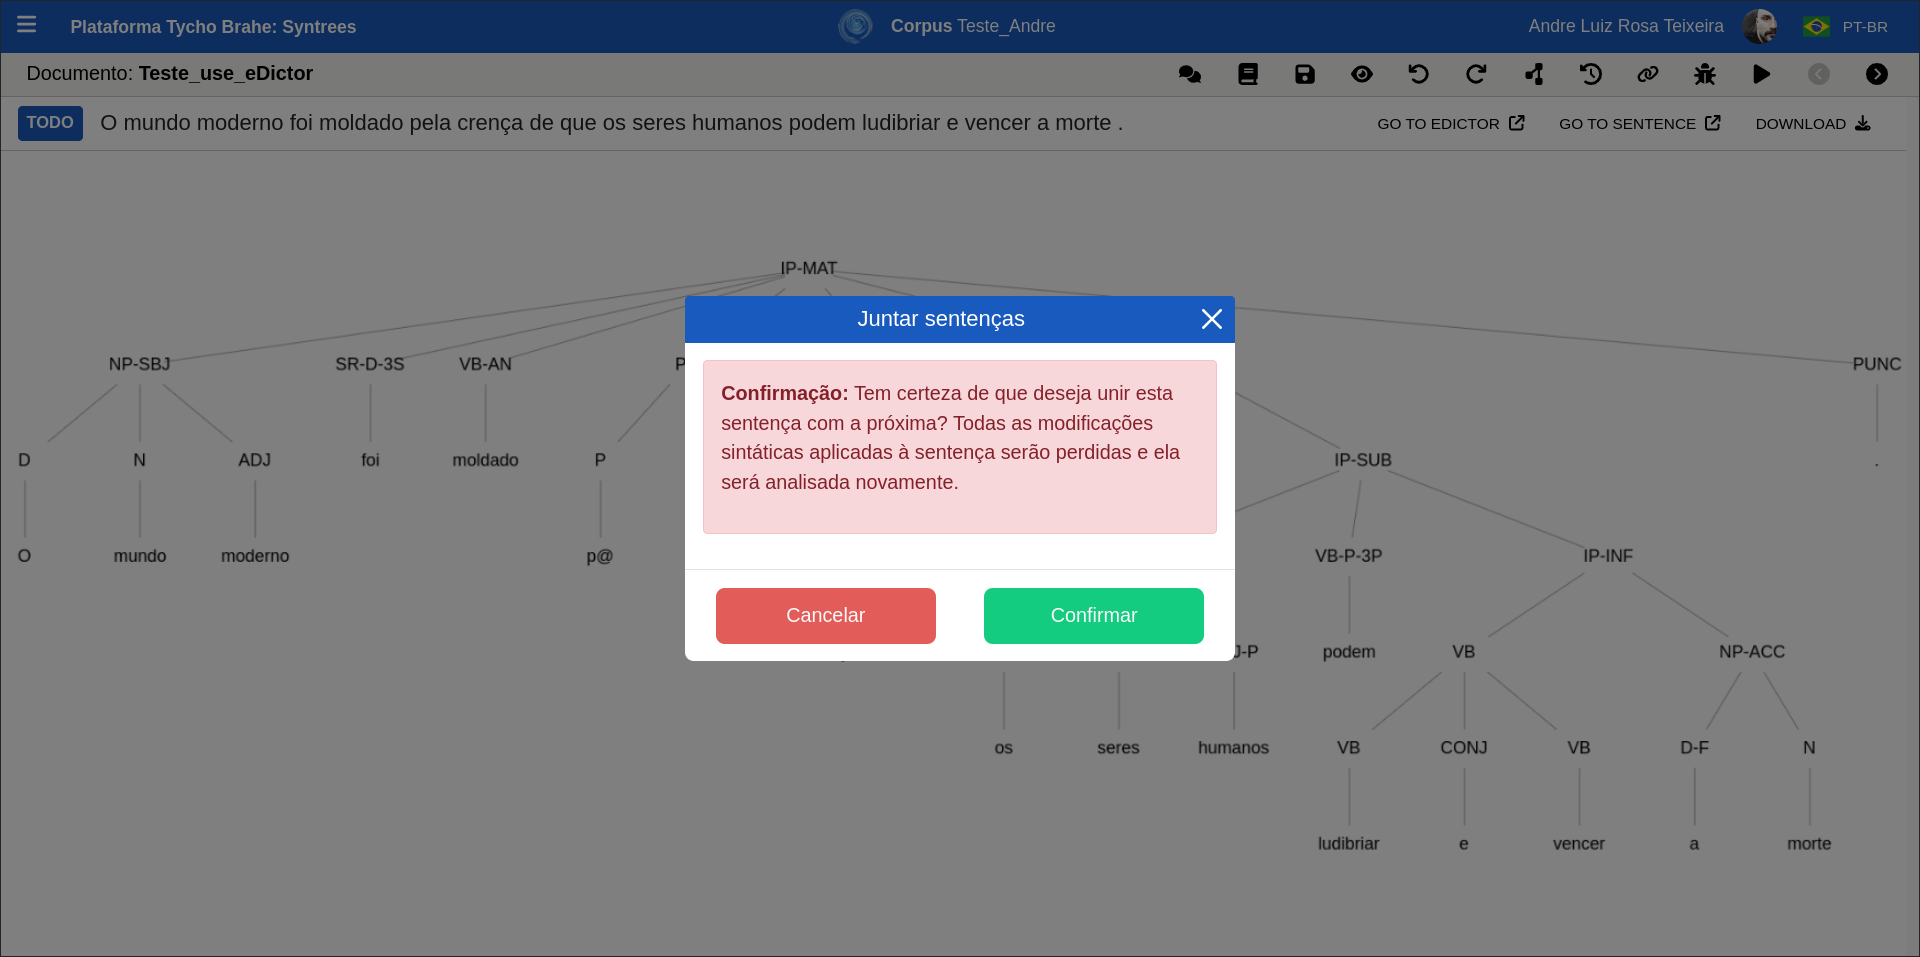 Plataforma Tycho Brahe: Syntrees
Corpus Teste_Andre
Andre Luiz Rosa Teixeira
PT-BR
Documento: Teste_use_eDictor
TODO
O mundo moderno foi moldado pela crença de que os seres humanos podem ludibriar e vencer a morte .
GO TO EDICTOR
GO TO SENTENCE
DOWNLOAD
IP-MAT
Juntar sentenças
Confirmação: Tem certeza de que deseja unir esta
sentença com a próxima? Todas as modificações
sintáticas aplicadas à sentença serão perdidas e ela
será analisada novamente.
Cancelar
Confirmar
NP-SBJ SR-D-3S VB-AN PUNC
D N ADJ foi moldado P IP-SUB .
O mundo moderno p@ VB-P-3P IP-INF
J-P podem VB NP-ACC
os seres humanos VB CONJ VB D-F N
ludibriar e vencer a morte